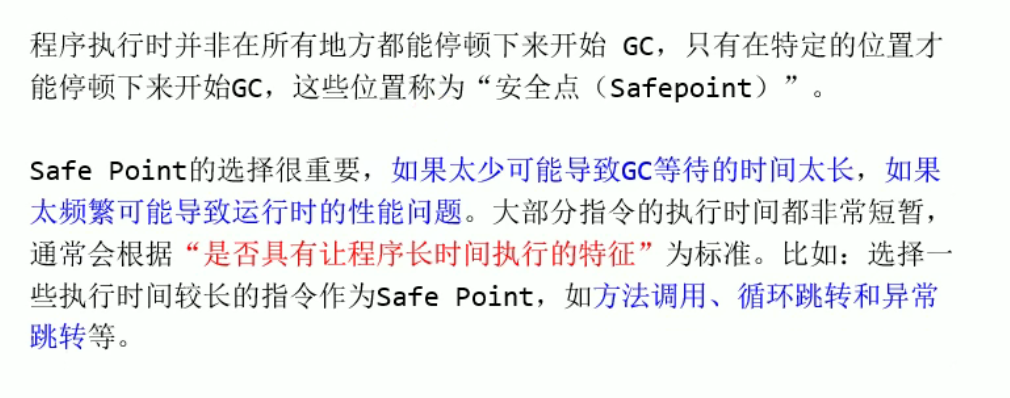 程序执行时并非在所有地方都能停顿下来开始 GC，只有在特定的位置才
能停顿下来开始GC，这些位置称为“安全点（Safepoint）”。
Safe Point的选择很重要，如果太少可能导致GC等待的时间太长，如果
太频繁可能导致运行时的性能问题。大部分指令的执行时间都非常短暂，
通常会根据“是否具有让程序长时间执行的特征”为标准。比如：选择一
些执行时间较长的指令作为Safe Point，如方法调用、循环跳转和异常
跳转等。